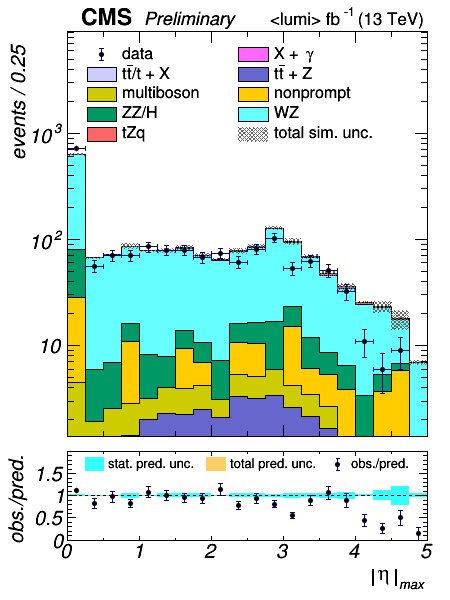 CMS Preliminary <lumi> fb⁻¹ (13 TeV)
events / 0.25
data X + γ
tt̄/t + X tt̄ + Z
multiboson nonprompt
ZZ/H WZ
tZq total sim. unc.
10³
10²
10
obs./pred.
stat. pred. unc. total pred. unc. obs./pred.
1.5
1
0.5
0
0 1 2 3 4 5
|η|max